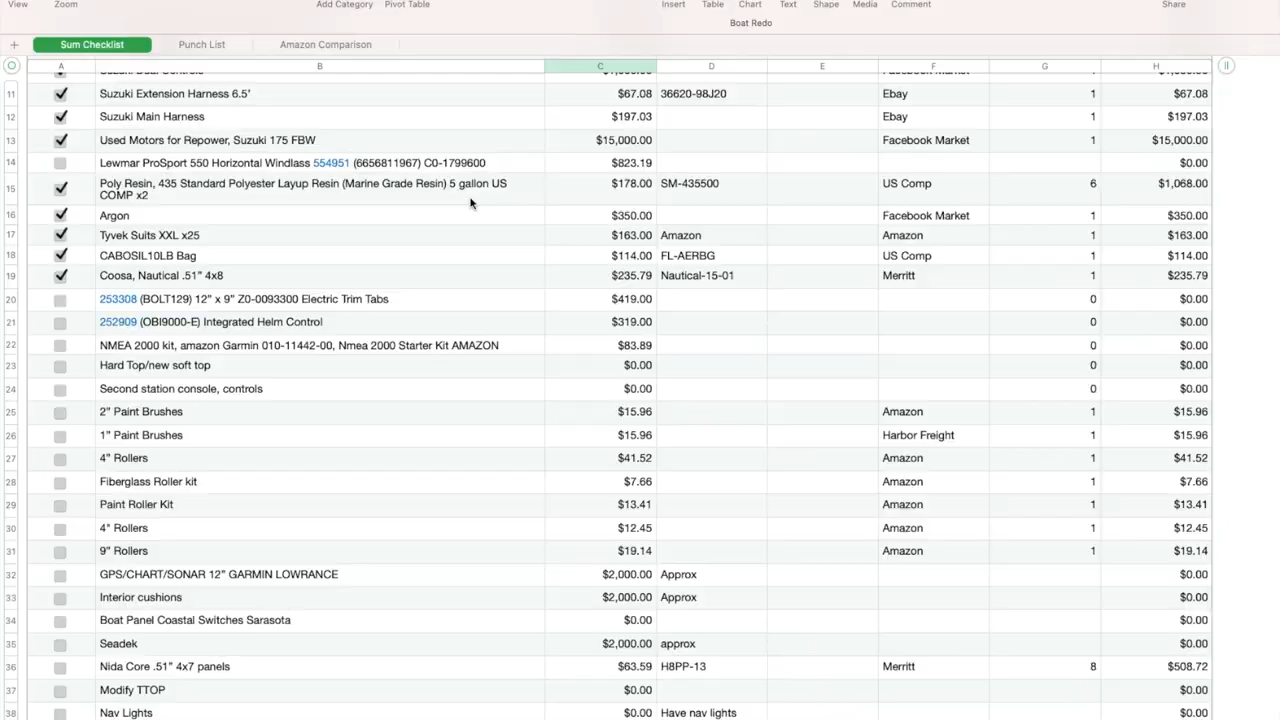 View Zoom Add Category Pivot Table Insert Table Chart Text Shape Media Comment Share
Boat Redo
+ Sum Checklist Punch List Amazon Comparison
A B C D E F G H
11 Suzuki Extension Harness 6.5’ $67.08 36620-98J20 Ebay 1 $67.08
12 Suzuki Main Harness $197.03 Ebay 1 $197.03
13 Used Motors for Repower, Suzuki 175 FBW $15,000.00 Facebook Market 1 $15,000.00
14 Lewmar ProSport 550 Horizontal Windlass 554951 (6656811967) C0-1799600 $823.19 $0.00
15 Poly Resin, 435 Standard Polyester Layup Resin (Marine Grade Resin) 5 gallon US $178.00 SM-435500 US Comp 6 $1,068.00
COMP x2
16 Argon $350.00 Facebook Market 1 $350.00
17 Tyvek Suits XXL x25 $163.00 Amazon Amazon 1 $163.00
18 CABOSIL10LB Bag $114.00 FL-AERBG US Comp 1 $114.00
19 Coosa, Nautical .51” 4x8 $235.79 Nautical-15-01 Merritt 1 $235.79
20 253308 (BOLT129) 12” x 9” Z0-0093300 Electric Trim Tabs $419.00 0 $0.00
21 252909 (OBI9000-E) Integrated Helm Control $319.00 0 $0.00
22 NMEA 2000 kit, amazon Garmin 010-11442-00, Nmea 2000 Starter Kit AMAZON $83.89 0 $0.00
23 Hard Top/new soft top $0.00 0 $0.00
24 Second station console, controls $0.00 0 $0.00
25 2” Paint Brushes $15.96 Amazon 1 $15.96
26 1” Paint Brushes $15.96 Harbor Freight 1 $15.96
27 4” Rollers $41.52 Amazon 1 $41.52
28 Fiberglass Roller kit $7.66 Amazon 1 $7.66
29 Paint Roller Kit $13.41 Amazon 1 $13.41
30 4" Rollers $12.45 Amazon 1 $12.45
31 9” Rollers $19.14 Amazon 1 $19.14
32 GPS/CHART/SONAR 12” GARMIN LOWRANCE $2,000.00 Approx $0.00
33 Interior cushions $2,000.00 Approx $0.00
34 Boat Panel Coastal Switches Sarasota $0.00 $0.00
35 Seadek $2,000.00 approx $0.00
36 Nida Core .51” 4x7 panels $63.59 H8PP-13 Merritt 8 $508.72
37 Modify TTOP $0.00 $0.00
38 Nav Lights $0.00 Have nav lights $0.00